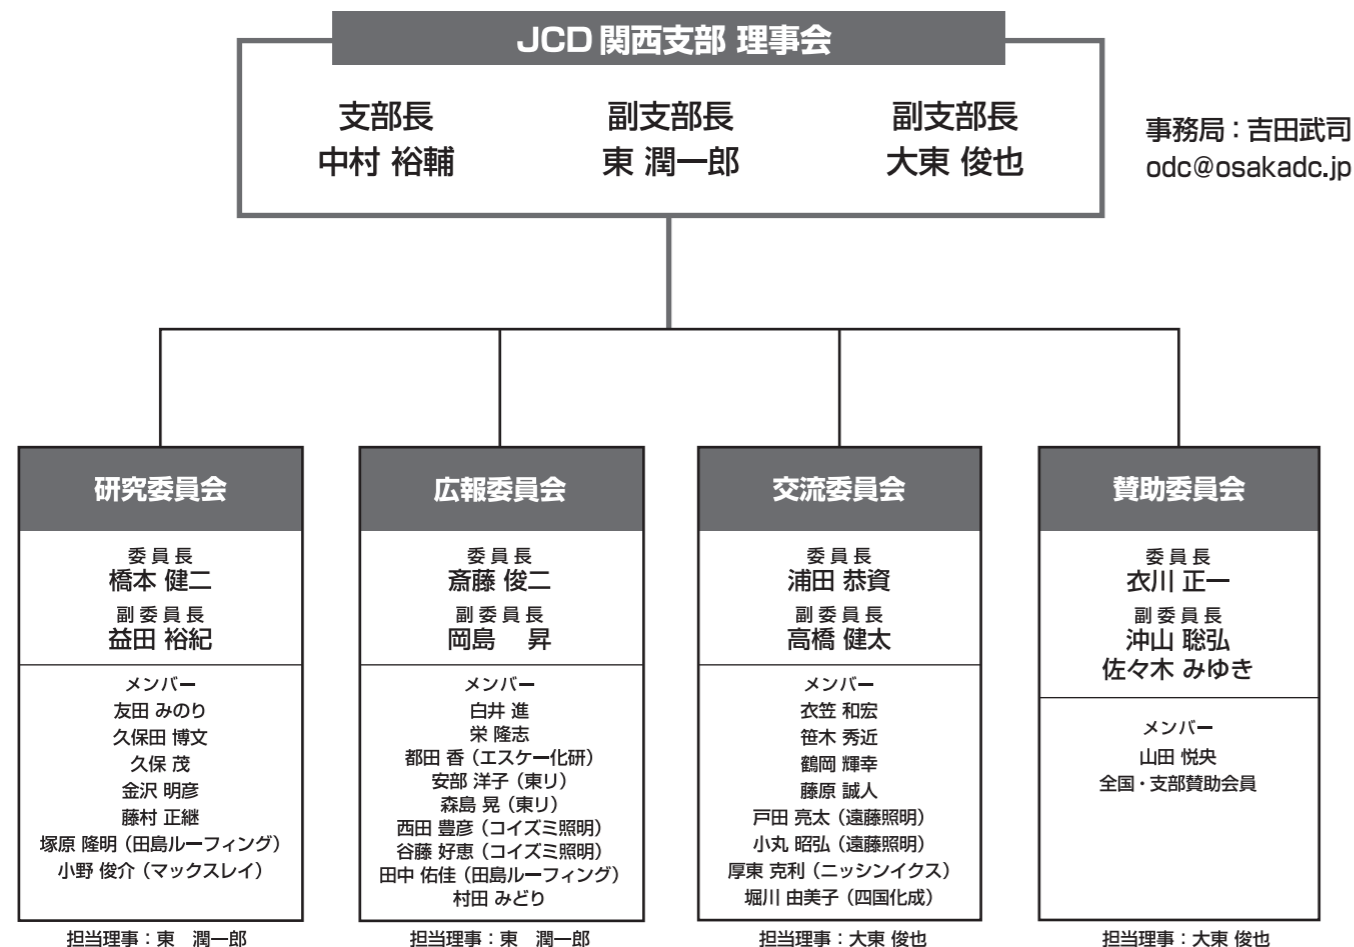 JCD関西支部 理事会
支部長
中村 裕輔
副支部長
東 潤一郎
副支部長
大東 俊也
事務局：吉田武司
odc@osakadc.jp
研究委員会
委員長
橋本 健二
副委員長
益田 裕紀
メンバー
友田 みのり
久保田 博文
久保 茂
金沢 明彦
藤村 正継
塚原 隆明（田島ルーフィング）
小野 俊介（マックスレイ）
担当理事：東　潤一郎
広報委員会
委員長
斎藤 俊二
副委員長
岡島　昇
メンバー
白井 進
栄 隆志
都田 香（エスケー化研）
安部 洋子（東リ）
森島 晃（東リ）
西田 豊彦（コイズミ照明）
谷藤 好恵（コイズミ照明）
田中 佑佳（田島ルーフィング）
村田 みどり
担当理事：東　潤一郎
交流委員会
委員長
浦田 恭資
副委員長
高橋 健太
メンバー
衣笠 和宏
笹木 秀近
鶴岡 輝幸
藤原 誠人
戸田 亮太（遠藤照明）
小丸 昭弘（遠藤照明）
厚東 克利（ニッシンイクス）
堀川 由美子（四国化成）
担当理事：大東 俊也
賛助委員会
委員長
衣川 正一
副委員長
沖山 聡弘
佐々木 みゆき
メンバー
山田 悦央
全国・支部賛助会員
担当理事：大東 俊也